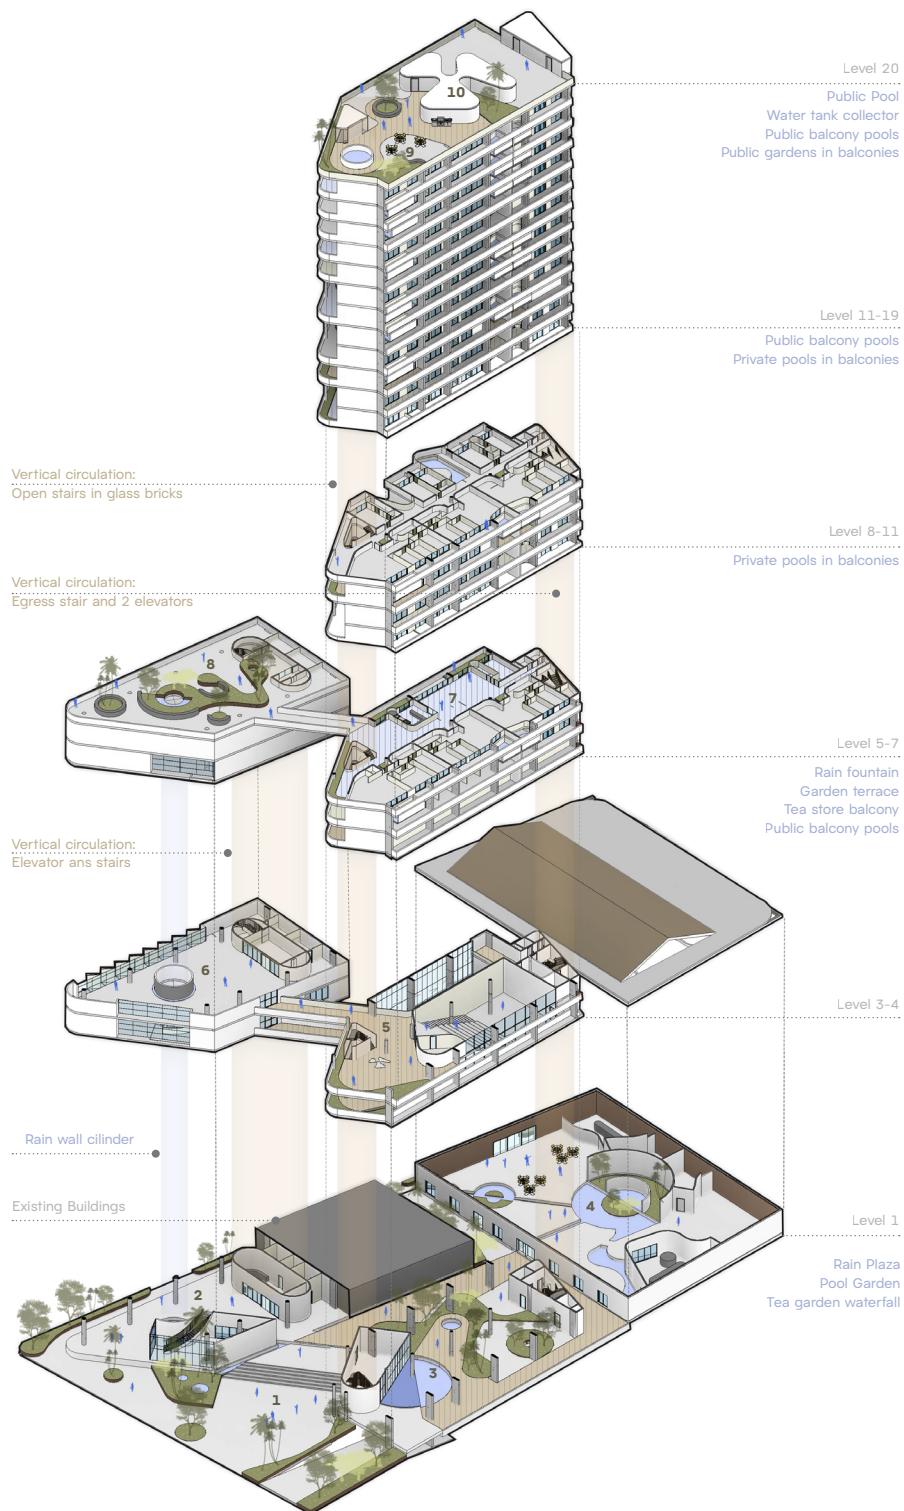 Level 20
Public Pool
Water tank collector
Public balcony pools
Public gardens in balconies
10
9
Level 11-19
Public balcony pools
Private pools in balconies
Vertical circulation:
Open stairs in glass bricks
Level 8-11
Private pools in balconies
Vertical circulation:
Egress stair and 2 elevators
8
7
Level 5-7
Rain fountain
Garden terrace
Tea store balcony
Public balcony pools
Vertical circulation:
Elevator ans stairs
6
5
Level 3-4
Rain wall cilinder
Existing Buildings
4
Level 1
Rain Plaza
Pool Garden
Tea garden waterfall
2
3
1